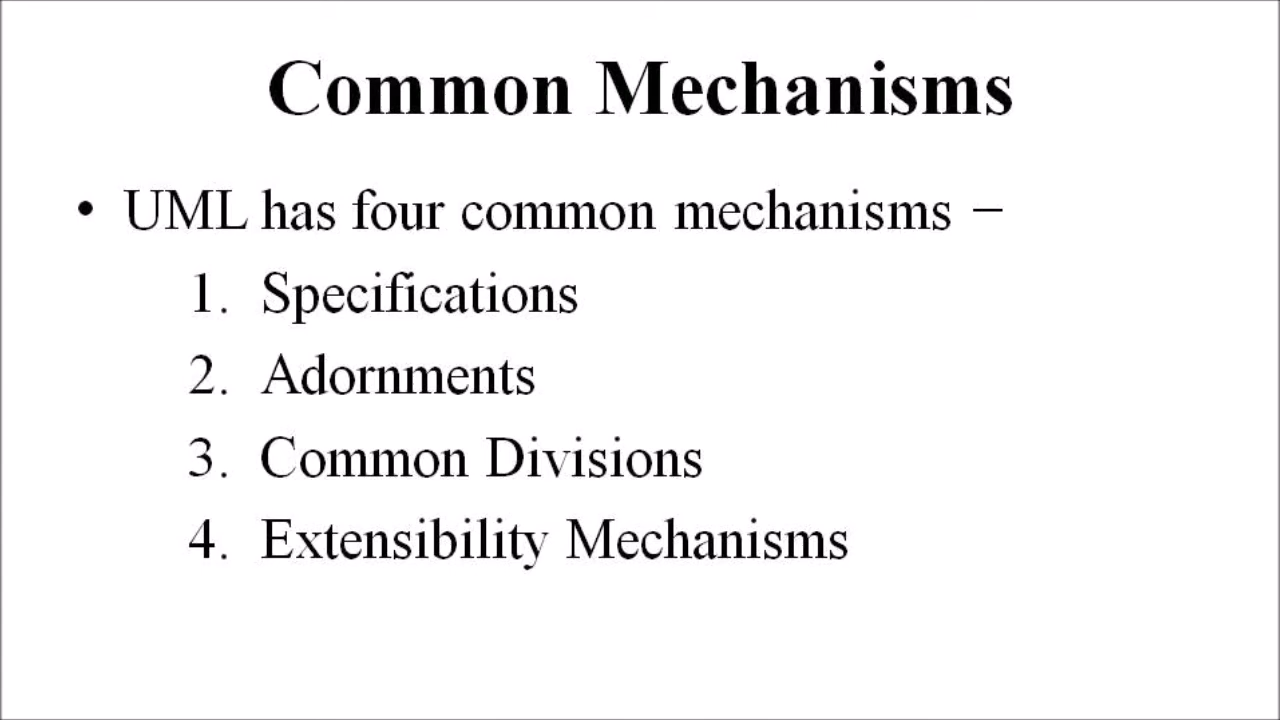 Common Mechanisms
• UML has four common mechanisms −
1. Specifications
2. Adornments
3. Common Divisions
4. Extensibility Mechanisms